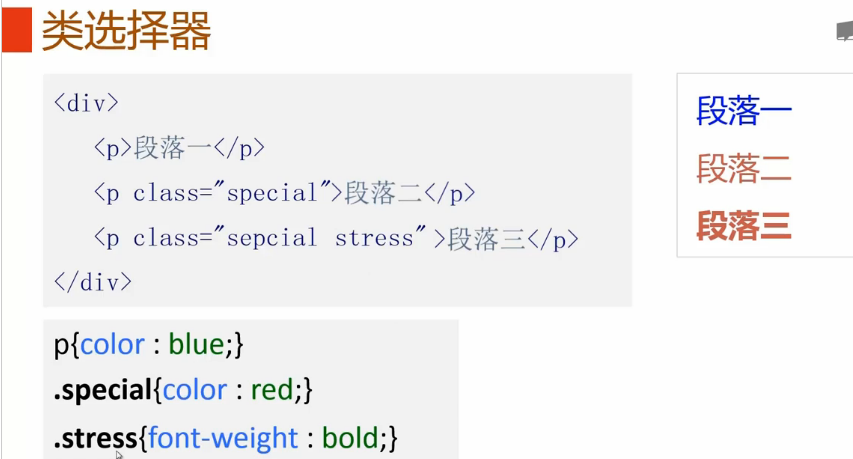 类选择器
<div>
<p>段落一</p>
<p class="special">段落二</p>
<p class="sepcial stress" >段落三</p>
</div>
段落一
段落二
段落三
p{color : blue;}
.special{color : red;}
.stress{font-weight : bold;}